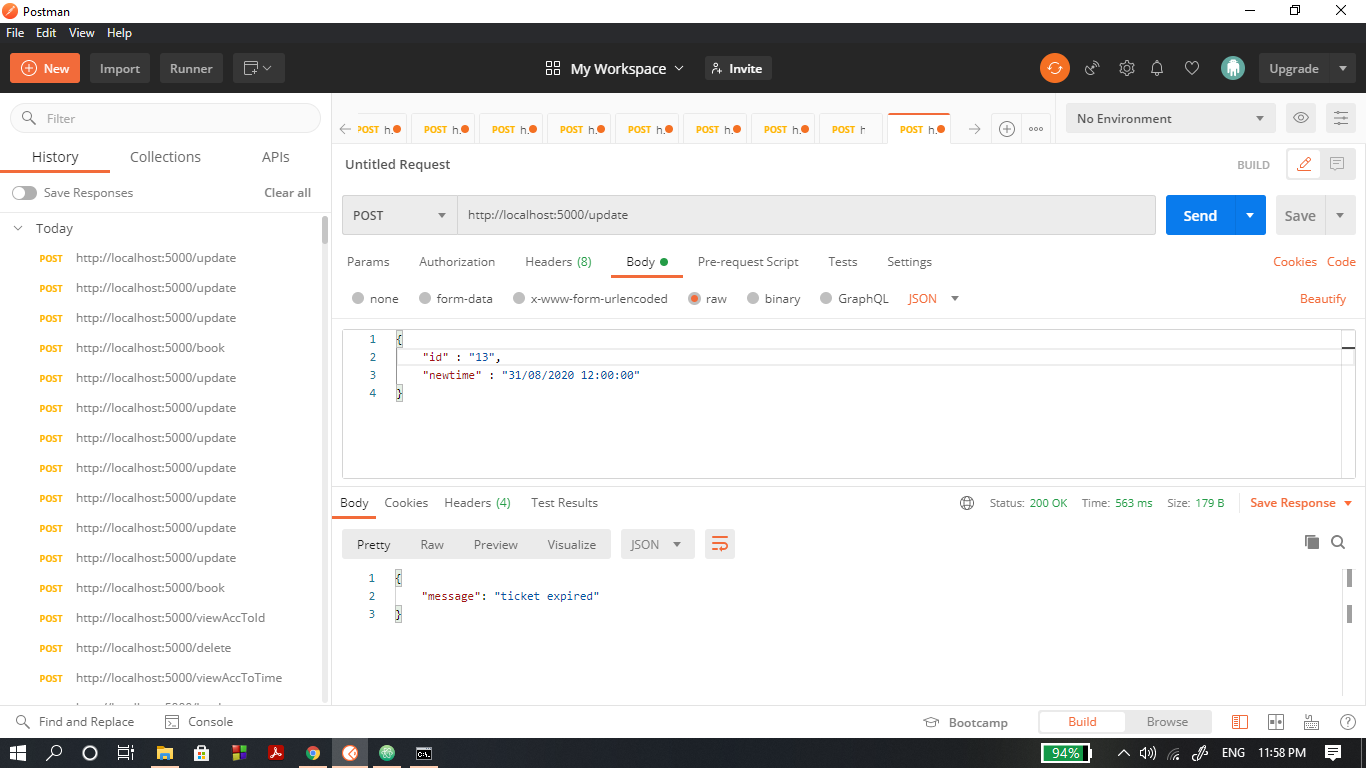 Postman
File Edit View Help
New Import Runner My Workspace Invite Upgrade
Filter
History Collections APIs
Save Responses Clear all
Today
POST http://localhost:5000/update
POST http://localhost:5000/update
POST http://localhost:5000/update
POST http://localhost:5000/book
POST http://localhost:5000/update
POST http://localhost:5000/update
POST http://localhost:5000/update
POST http://localhost:5000/update
POST http://localhost:5000/update
POST http://localhost:5000/update
POST http://localhost:5000/update
POST http://localhost:5000/book
POST http://localhost:5000/viewAccToId
POST http://localhost:5000/delete
POST http://localhost:5000/viewAccToTime
POST h. POST h. POST h. POST h. POST h. POST h. POST h. POST h POST h.
No Environment
Untitled Request
BUILD
POST http://localhost:5000/update Send Save
Params Authorization Headers (8) Body Pre-request Script Tests Settings Cookies Code
none form-data x-www-form-urlencoded raw binary GraphQL JSON Beautify
1 {
2 "id" : "13",
3 "newtime" : "31/08/2020 12:00:00"
4 }
Body Cookies Headers (4) Test Results Status: 200 OK Time: 563 ms Size: 179 B Save Response
Pretty Raw Preview Visualize JSON
1 {
2 "message": "ticket expired"
3 }
Find and Replace Console Bootcamp Build Browse
94% ENG 11:58 PM